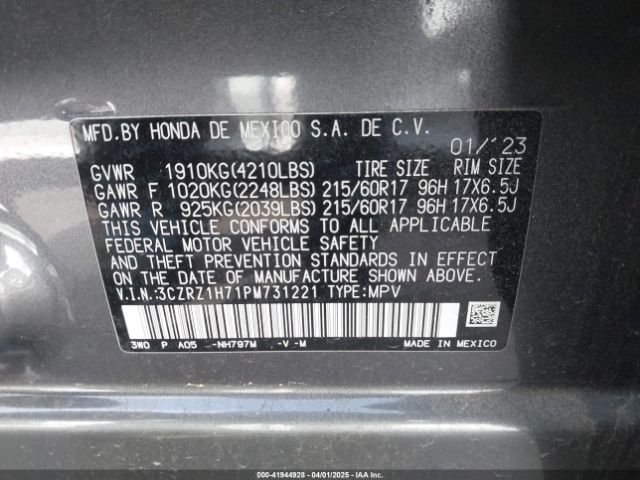 MFD.BY HONDA DE MEXICO S.A. DE C.V.
01/'23
GVWR 1910KG(4210LBS) TIRE SIZE RIM SIZE
GAWR F 1020KG(2248LBS) 215/60R17 96H 17X6.5J
GAWR R 925KG(2039LBS) 215/60R17 96H 17X6.5J
THIS VEHICLE CONFORMS TO ALL APPLICABLE
FEDERAL MOTOR VEHICLE SAFETY
AND THEFT PREVENTION STANDARDS IN EFFECT
ON THE DATE OF MANUFACTURE SHOWN ABOVE.
V.I.N.:3CZRZ1H71PM731221 TYPE:MPV
3W0 P A05 -NH797M -V -M
MADE IN MEXICO
000-41944928 04/01/2025 Copart, Inc.